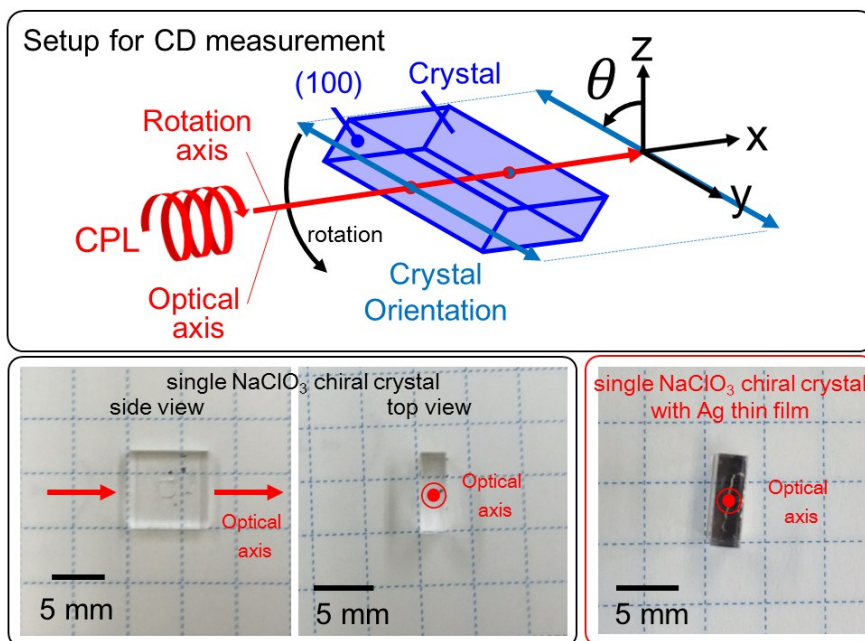 Setup for CD measurement
(100)
Crystal
θ
z
x
y
Rotation
axis
CPL
rotation
Optical
axis
Crystal
Orientation
single NaClO₃ chiral crystal
side view
top view
Optical
axis
5 mm
Optical
axis
5 mm
single NaClO₃ chiral crystal
with Ag thin film
Optical
axis
5 mm